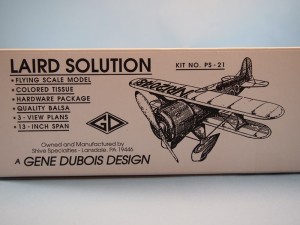 LAIRD SOLUTION
KIT NO. PS-21
• FLYING SCALE MODEL
• COLORED TISSUE
• HARDWARE PACKAGE
• QUALITY BALSA
• 3-VIEW PLANS
• 13-INCH SPAN
GD
Owned and Manufactured by
Shive Specialties - Lansdale, PA 19446
A GENE DUBOIS DESIGN